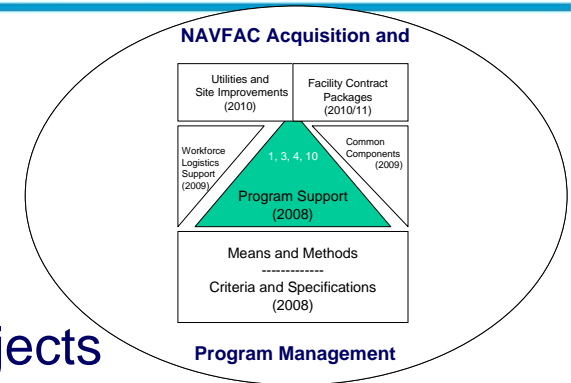 NAVFAC Acquisition and
Utilities and
Site Improvements
(2010)
Facility Contract
Packages
(2010/11)
Workforce
Logistics
Support
(2009)
1, 3, 4, 10
Program Support
(2008)
Common
Components
(2009)
Means and Methods
-------------
Criteria and Specifications
(2008)
jects
Program Management